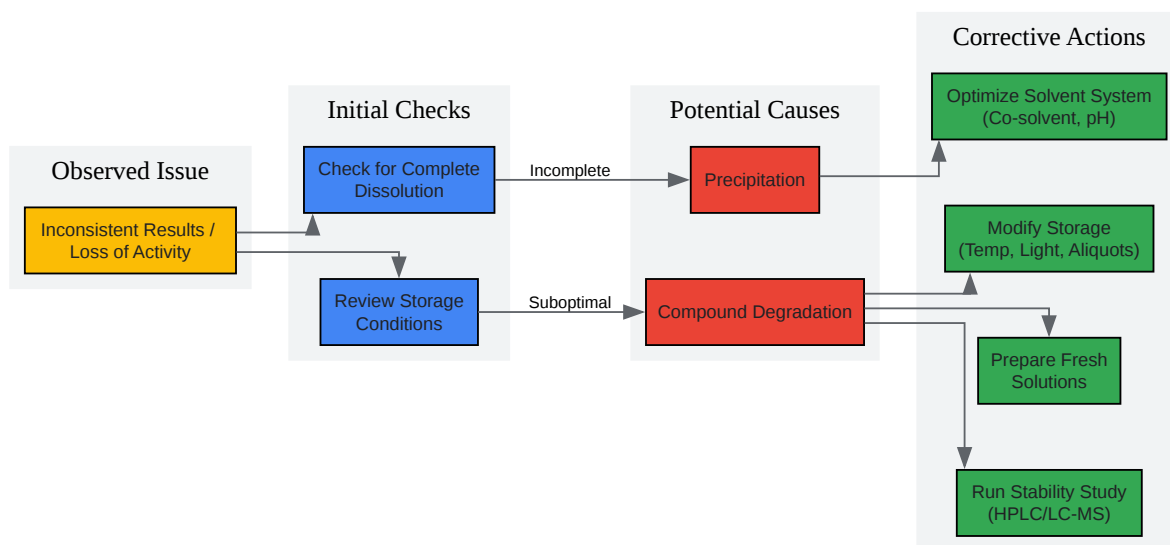 Observed Issue
Inconsistent Results /
Loss of Activity
Initial Checks
Check for Complete
Dissolution
Review Storage
Conditions
Incomplete
Suboptimal
Potential Causes
Precipitation
Compound Degradation
Corrective Actions
Optimize Solvent System
(Co-solvent, pH)
Modify Storage
(Temp, Light, Aliquots)
Prepare Fresh
Solutions
Run Stability Study
(HPLC/LC-MS)